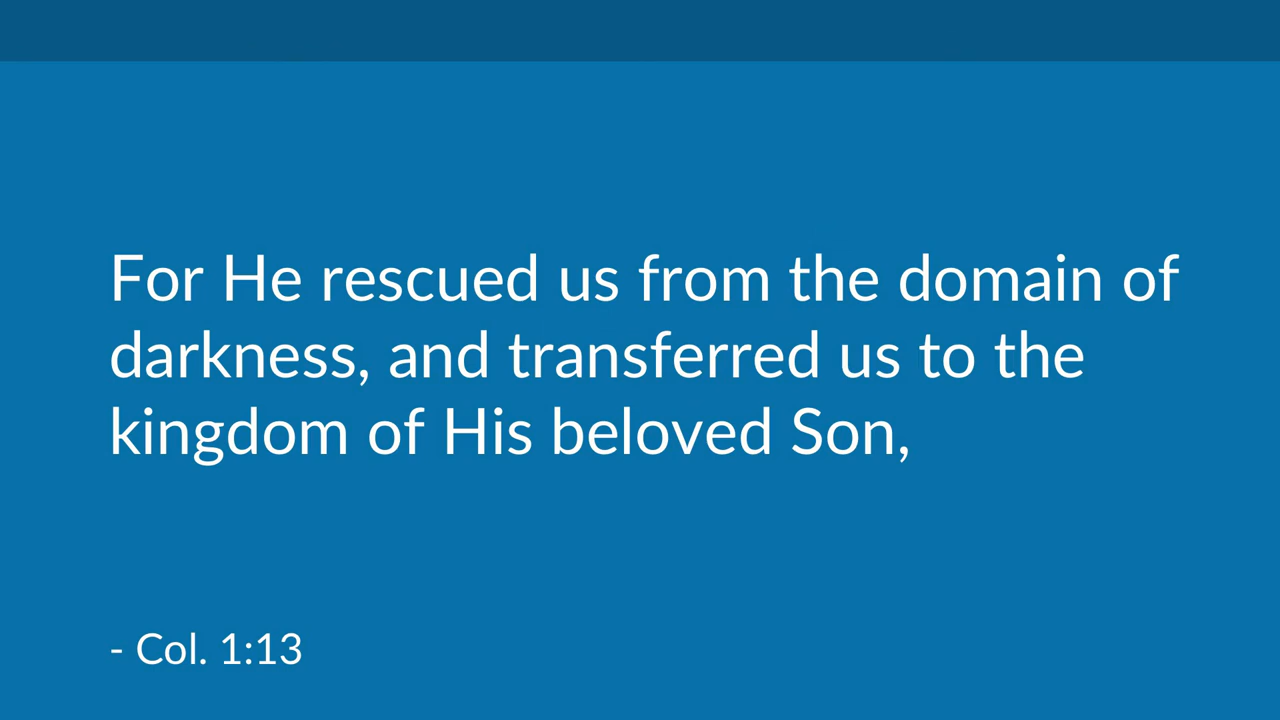 For He rescued us from the domain of
darkness, and transferred us to the
kingdom of His beloved Son,
- Col. 1:13